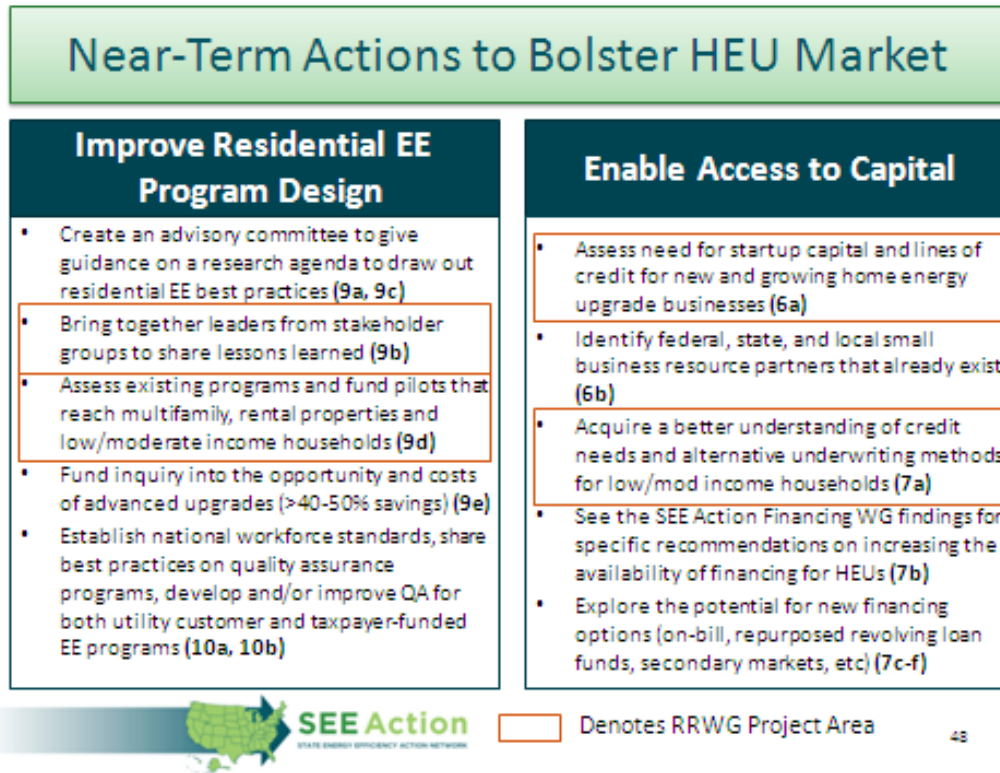 Near-Term Actions to Bolster HEU Market
Improve Residential EE
Program Design
• Create an advisory committee to give
guidance on a research agenda to draw out
residential EE best practices (9a, 9c)
• Bring together leaders from stakeholder
groups to share lessons learned (9b)
• Assess existing programs and fund pilots that
reach multifamily, rental properties and
low/moderate income households (9d)
• Fund inquiry into the opportunity and costs
of advanced upgrades (>40-50% savings) (9e)
• Establish national workforce standards, share
best practices on quality assurance
programs, develop and/or improve QA for
both utility customer and taxpayer-funded
EE programs (10a, 10b)
Enable Access to Capital
• Assess need for startup capital and lines of
credit for new and growing home energy
upgrade businesses (6a)
• Identify federal, state, and local small
business resource partners that already exist
(6b)
• Acquire a better understanding of credit
needs and alternative underwriting methods
for low/mod income households (7a)
• See the SEE Action Financing WG findings for
specific recommendations on increasing the
availability of financing for HEUs (7b)
• Explore the potential for new financing
options (on-bill, repurposed revolving loan
funds, secondary markets, etc) (7c-f)
SEE Action
STATE ENERGY EFFICIENCY ACTION NETWORK
Denotes RRWG Project Area
48